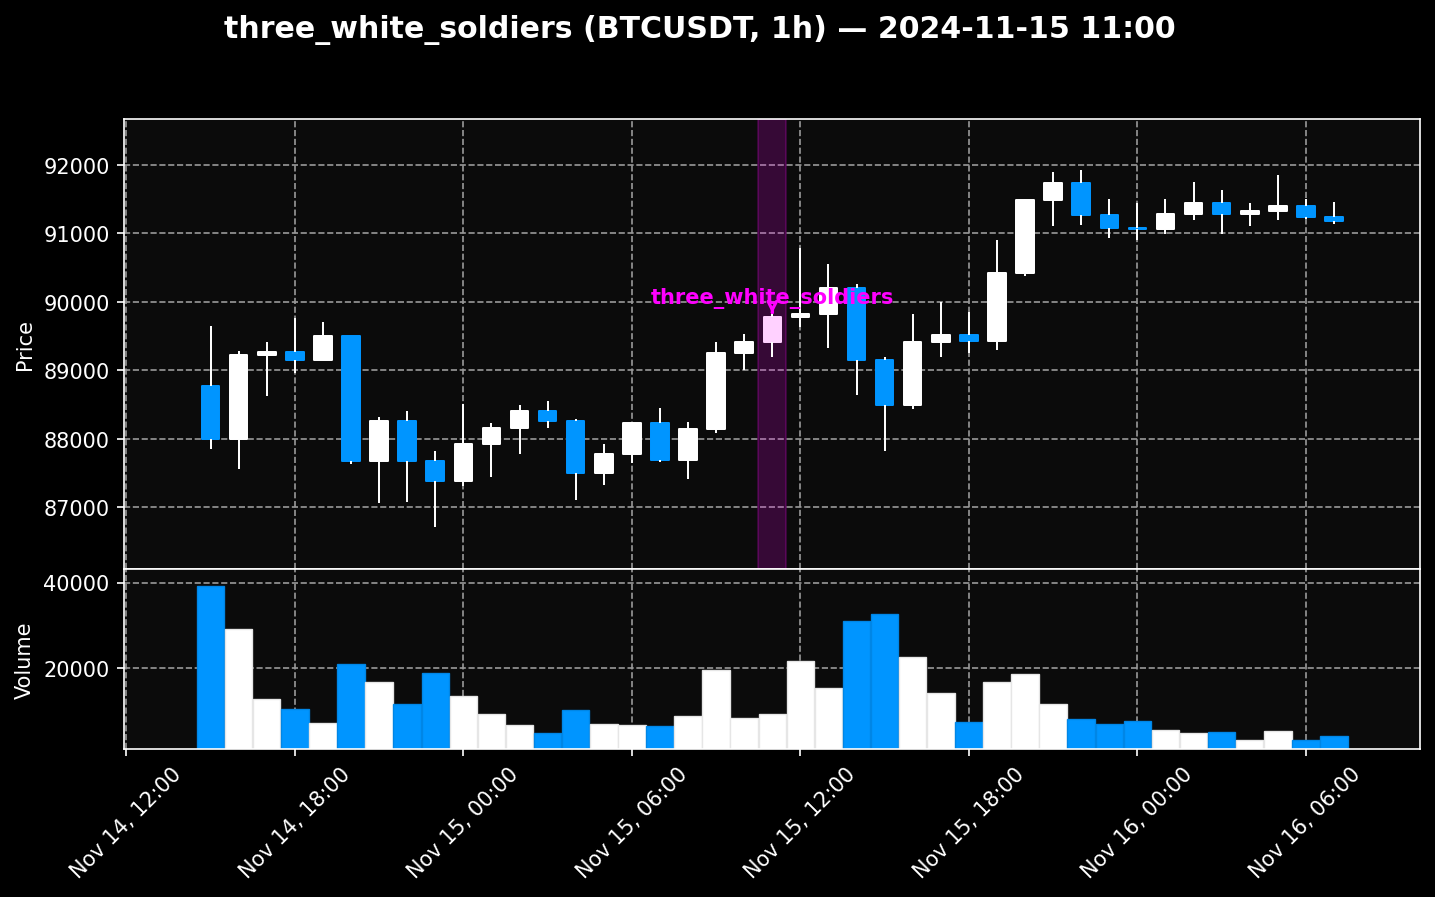 three_white_soldiers (BTCUSDT, 1h) — 2024-11-15 11:00
92000
91000
90000
89000
88000
87000
Price
three_white_soldiers
40000
20000
Volume
Nov 14, 12:00
Nov 14, 18:00
Nov 15, 00:00
Nov 15, 06:00
Nov 15, 12:00
Nov 15, 18:00
Nov 16, 00:00
Nov 16, 06:00